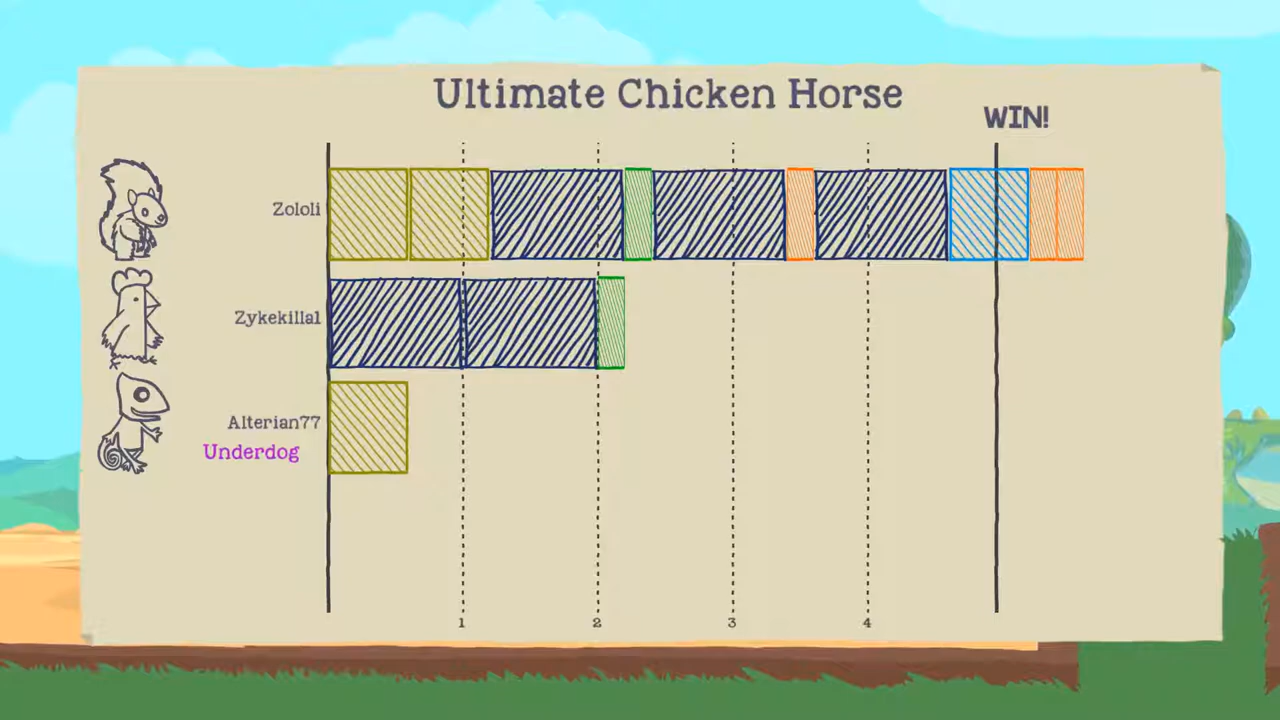 Ultimate Chicken Horse
WIN!
Zololi
Zykekilla1
Alterian77
Underdog
1 2 3 4